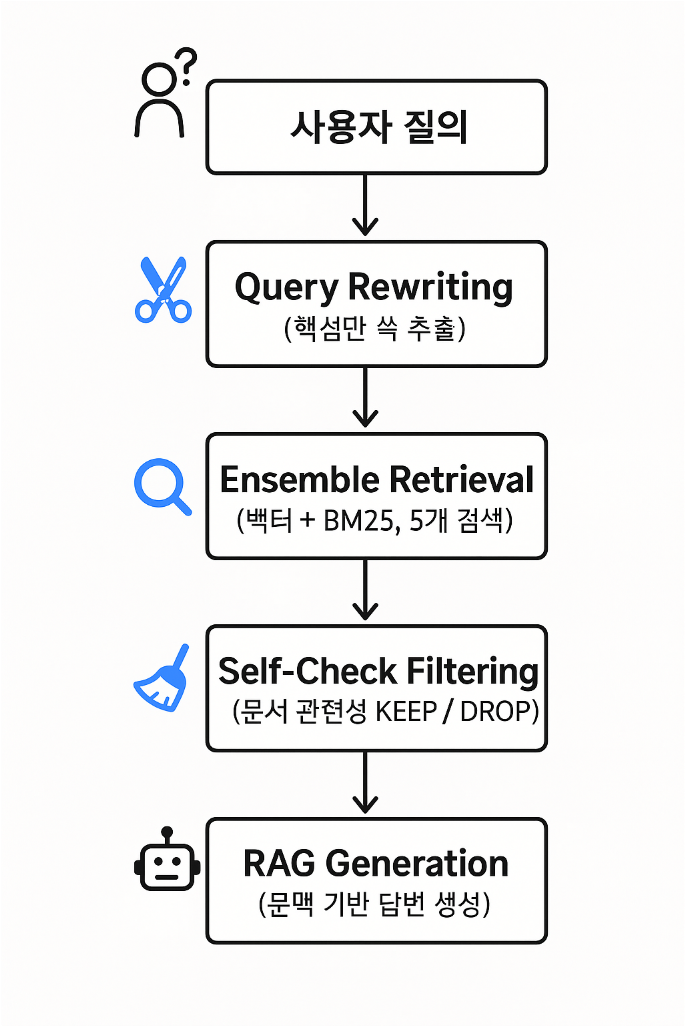 ?
사용자 질의
Query Rewriting
(핵섬만 쓱 추출)
Ensemble Retrieval
(백터 + BM25, 5개 검색)
Self-Check Filtering
(문서 관련성 KEEP / DROP)
RAG Generation
(문맥 기반 답변 생성)